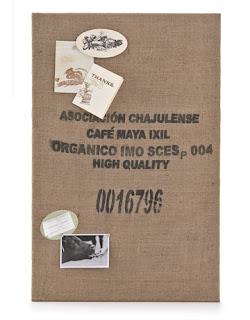 THANKS
ASOCIACIÓN CHAJULENSE
CAFÉ MAYA IXIL
ORGANICO IMO SCES P 004
HIGH QUALITY
0016796